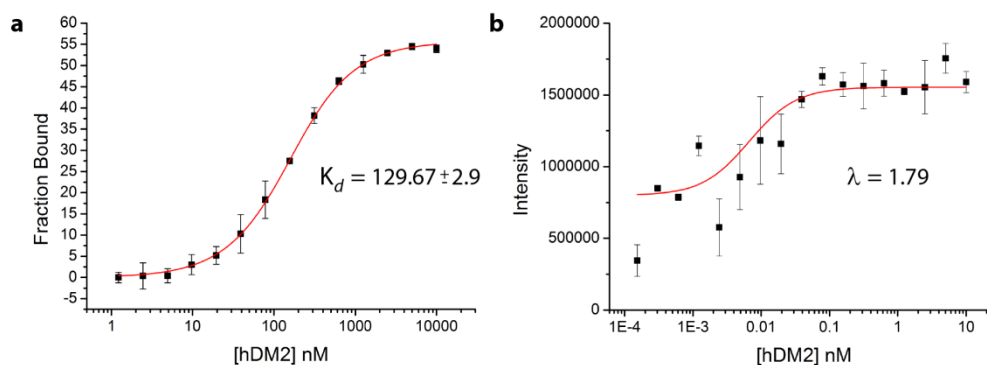 a
60
55
50
45
40
35
30
25
20
15
10
5
0
-5
Fraction Bound
K_d = 129.67 ± 2.9
1 10 100 1000 10000
[hDM2] nM
b
2000000
1500000
1000000
500000
0
Intensity
λ = 1.79
1E-4 1E-3 0.01 0.1 1 10
[hDM2] nM